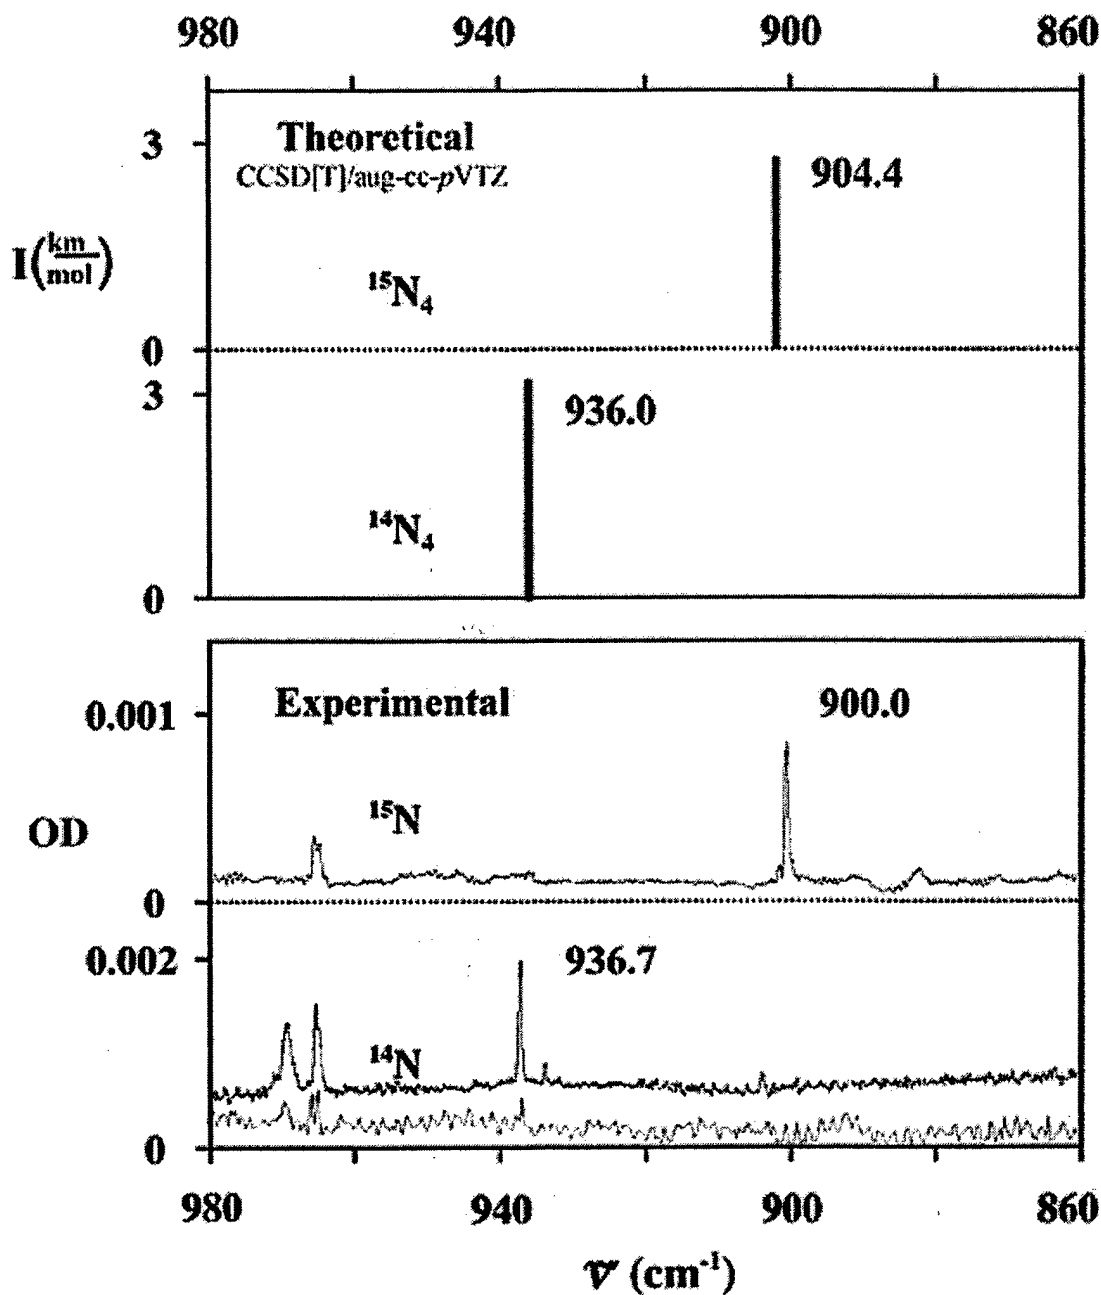 980 940 900 860
Theoretical
CCSD[T]/aug-cc-pVTZ
3
904.4
I(km/mol)
¹⁵N₄
0
3
936.0
¹⁴N₄
0
Experimental
900.0
0.001
¹⁵N
OD
0
0.002
936.7
¹⁴N
0
980 940 900 860
ṽ (cm⁻¹)